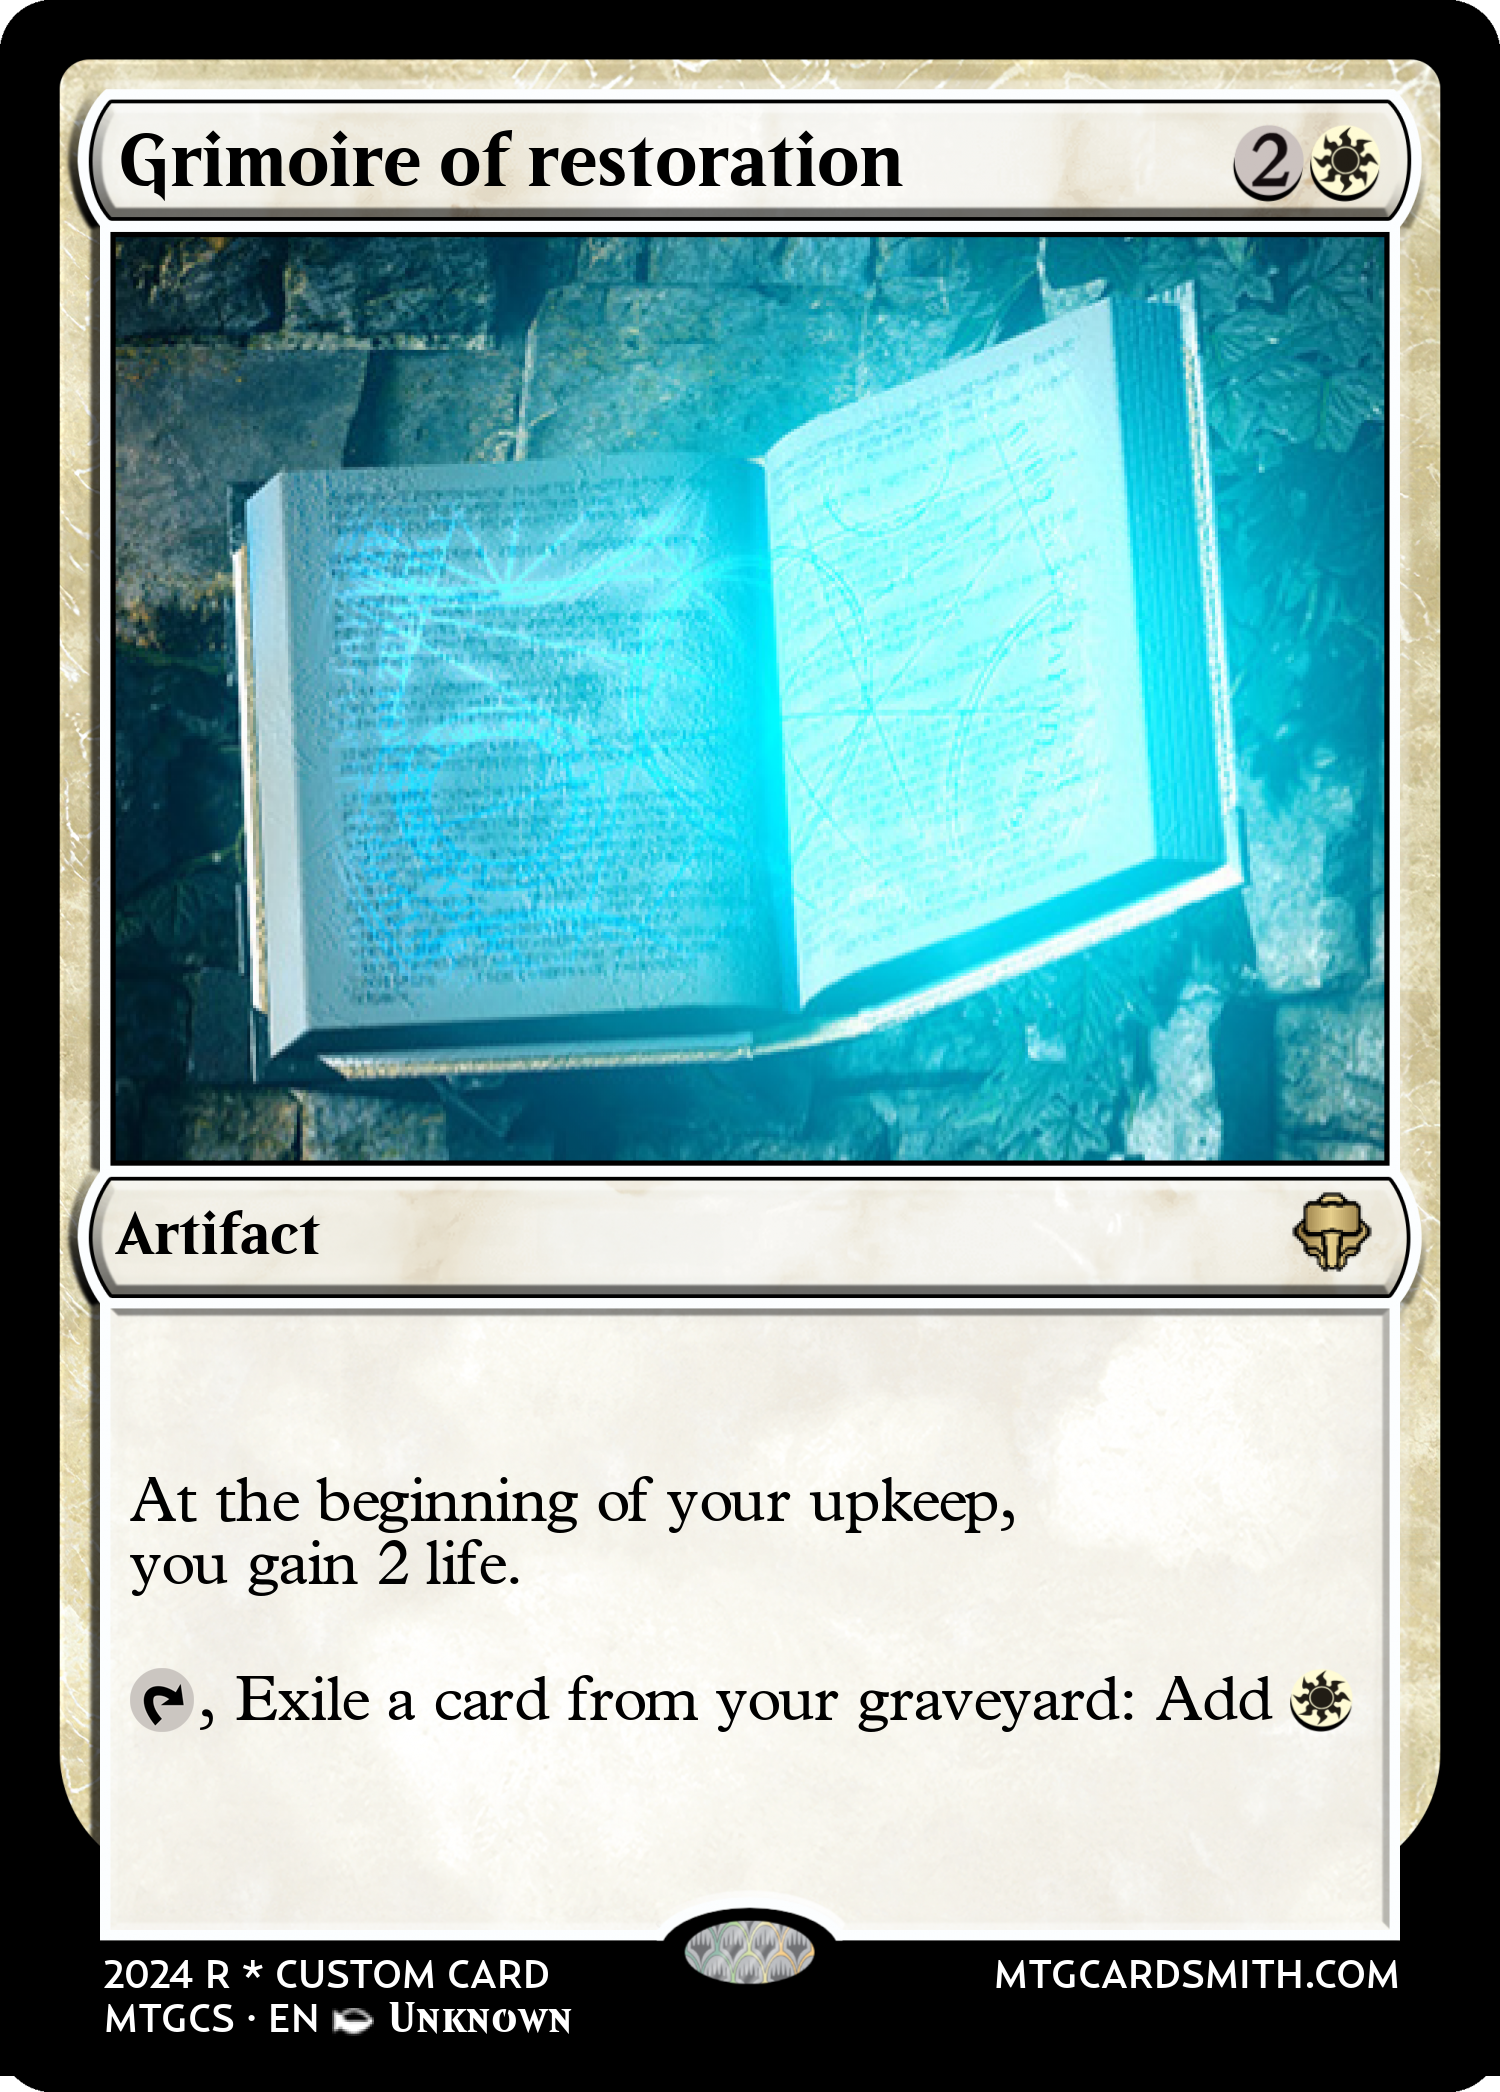 Grimoire of restoration 2
Artifact
At the beginning of your upkeep,
you gain 2 life.
, Exile a card from your graveyard: Add
2024 R * CUSTOM CARD
MTGCS · EN UNKNOWN
MTGCARDSMITH.COM